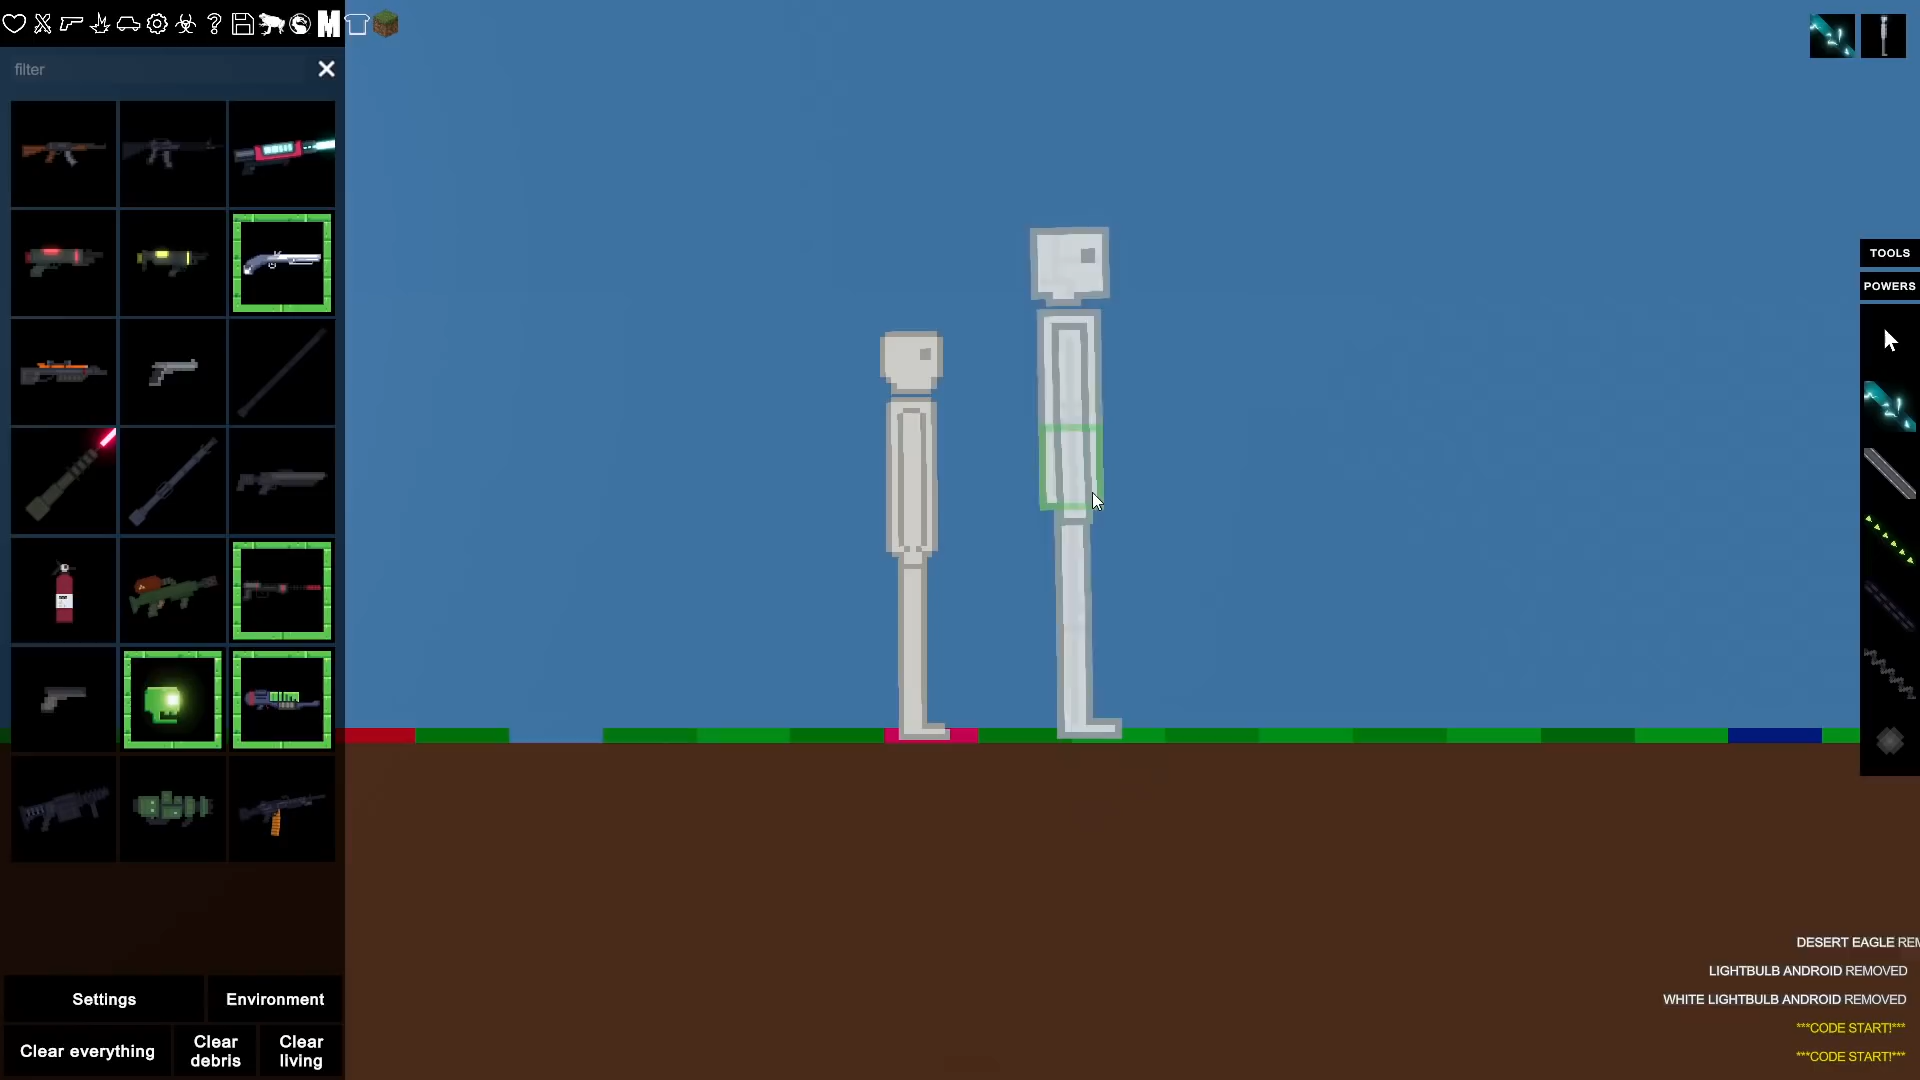 filter
TOOLS
POWERS
DESERT EAGLE REM
LIGHTBULB ANDROID REMOVED
WHITE LIGHTBULB ANDROID REMOVED
***CODE START!***
***CODE START!***
Settings
Environment
Clear everything
Clear
debris
Clear
living